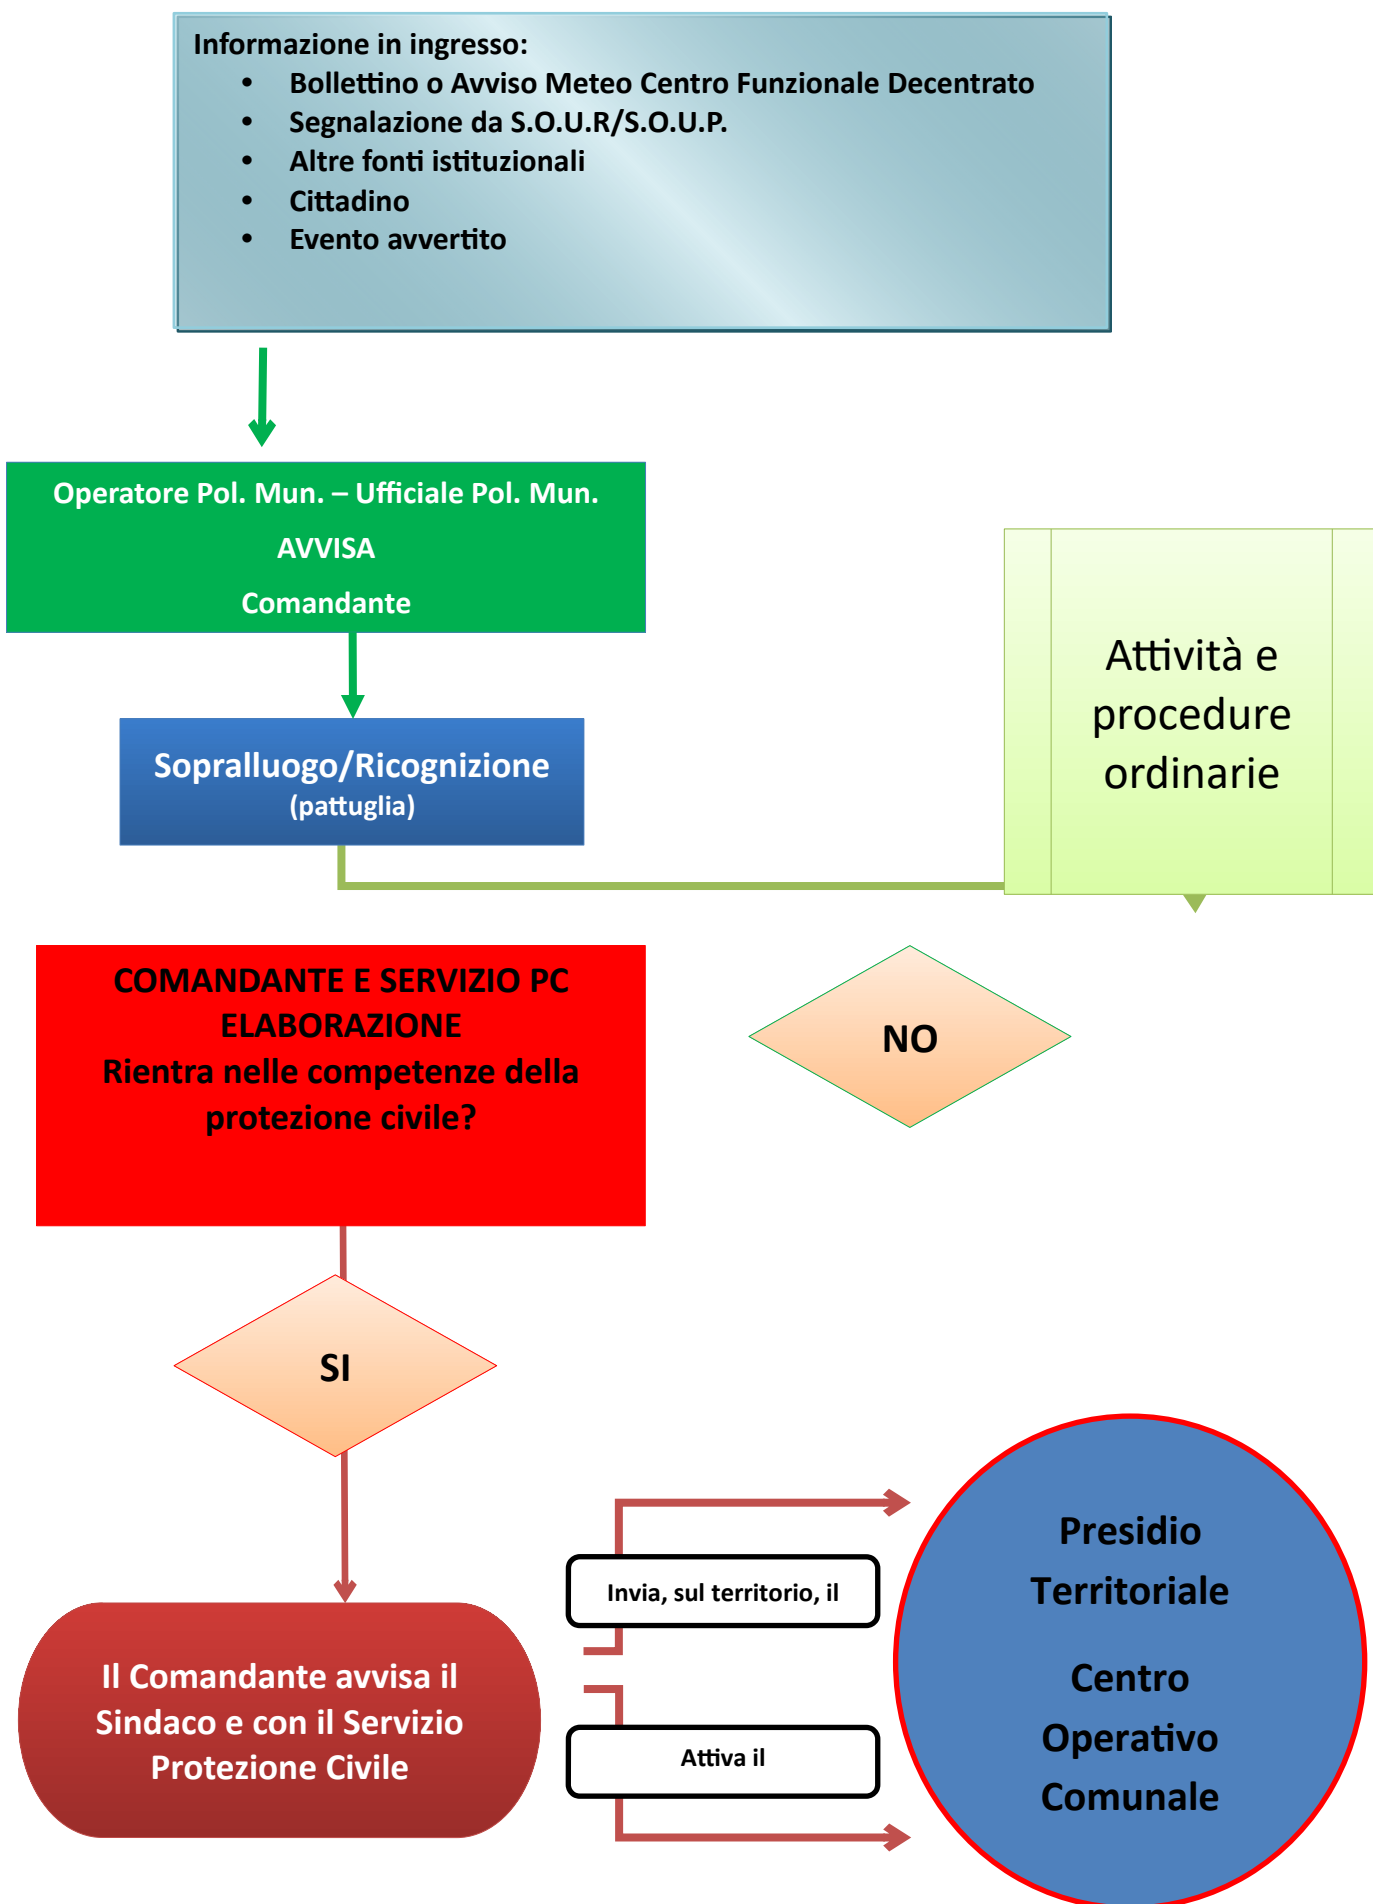 Informazione in ingresso:
• Bollettino o Avviso Meteo Centro Funzionale Decentrato
• Segnalazione da S.O.U.R/S.O.U.P.
• Altre fonti istituzionali
• Cittadino
• Evento avvertito
Operatore Pol. Mun. – Ufficiale Pol. Mun.
AVVISA
Comandante
Attività e
procedure
ordinarie
Sopralluogo/Ricognizione
(pattuglia)
COMANDANTE E SERVIZIO PC
ELABORAZIONE
Rientra nelle competenze della
protezione civile?
NO
SI
Il Comandante avvisa il
Sindaco e con il Servizio
Protezione Civile
Invia, sul territorio, il
Attiva il
Presidio
Territoriale
Centro
Operativo
Comunale